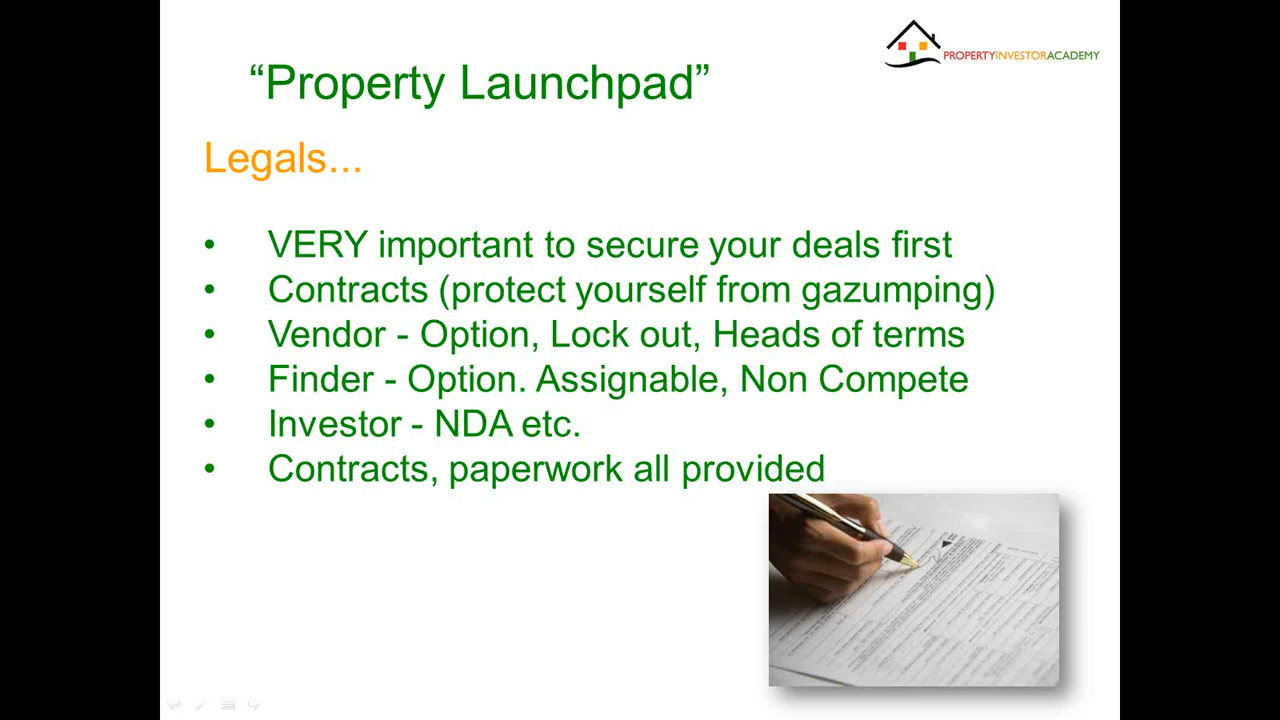 PROPERTYINVESTORACADEMY
“Property Launchpad”
Legals...
• VERY important to secure your deals first
• Contracts (protect yourself from gazumping)
• Vendor - Option, Lock out, Heads of terms
• Finder - Option. Assignable, Non Compete
• Investor - NDA etc.
• Contracts, paperwork all provided